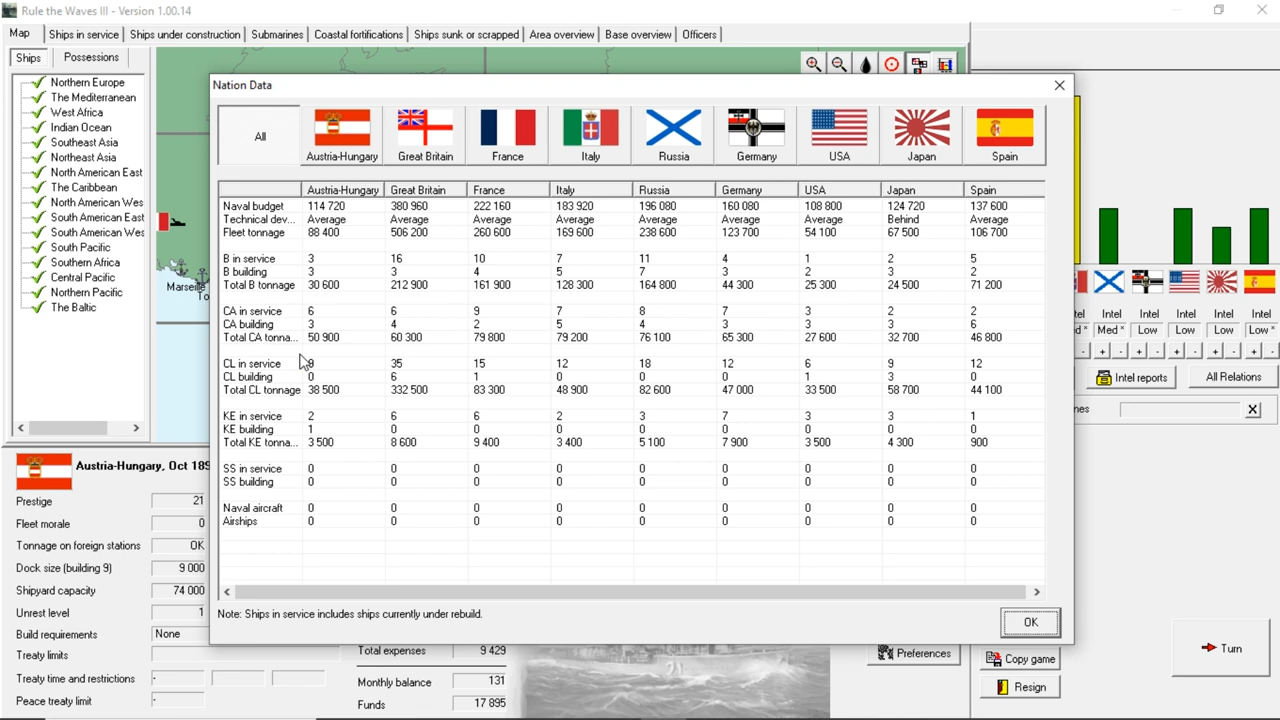 Rule the Waves III - Version 1.00.14
Map Ships in service Ships under construction Submarines Coastal fortifications Ships sunk or scrapped Area overview Base overview Officers
Ships Possessions
Northern Europe
The Mediterranean
West Africa
Indian Ocean
Southeast Asia
Northeast Asia
North American East
The Caribbean
North American Wes
South American East
South American Wes
South Pacific
Southern Africa
Central Pacific
Northern Pacific
The Baltic
Marseille
To
Nation Data
All Austria-Hungary Great Britain France Italy Russia Germany USA Japan Spain
Austria-Hungary Great Britain France Italy Russia Germany USA Japan Spain
Naval budget 114 720 380 960 222 160 183 920 196 080 160 080 108 800 124 720 137 600
Technical dev... Average Average Average Average Average Average Average Behind Average
Fleet tonnage 88 400 506 200 260 600 169 600 238 600 123 700 54 100 67 500 106 700
B in service 3 16 10 7 11 4 1 2 5
B building 3 3 4 5 7 3 2 3 2
Total B tonnage 30 600 212 900 161 900 128 300 164 800 44 300 25 300 24 500 71 200
CA in service 6 6 9 7 8 7 3 2 2
CA building 3 4 2 5 4 3 3 3 6
Total CA tonna... 50 900 60 300 79 800 79 200 76 100 65 300 27 600 32 700 46 800
CL in service 9 35 15 12 18 12 6 9 12
CL building 0 6 1 0 0 0 1 3 0
Total CL tonnage 38 500 332 500 83 300 48 900 82 600 47 000 33 500 58 700 44 100
KE in service 2 6 6 2 3 7 3 3 1
KE building 1 0 0 0 0 0 0 0 0
Total KE tonna... 3 500 8 600 9 400 3 400 5 100 7 900 3 500 4 300 900
SS in service 0 0 0 0 0 0 0 0 0
SS building 0 0 0 0 0 0 0 0 0
Naval aircraft 0 0 0 0 0 0 0 0 0
Airships 0 0 0 0 0 0 0 0 0
Note: Ships in service includes ships currently under rebuild.
OK
tel Intel Intel Intel Intel Intel
d* Med * Low Low Low Low *
- + - + - + - + - + -
Intel reports All Relations
nes X
Austria-Hungary, Oct 189
Prestige 21
Fleet morale 0
Tonnage on foreign stations OK
Dock size (building 9) 9 000
Shipyard capacity 74 000
Unrest level 1
Build requirements None
Treaty limits
Treaty time and restrictions -
Peace treaty limit -
Total expenses 9 429
Monthly balance 131
Funds 17 895
Preferences
Copy game
Resign
Turn